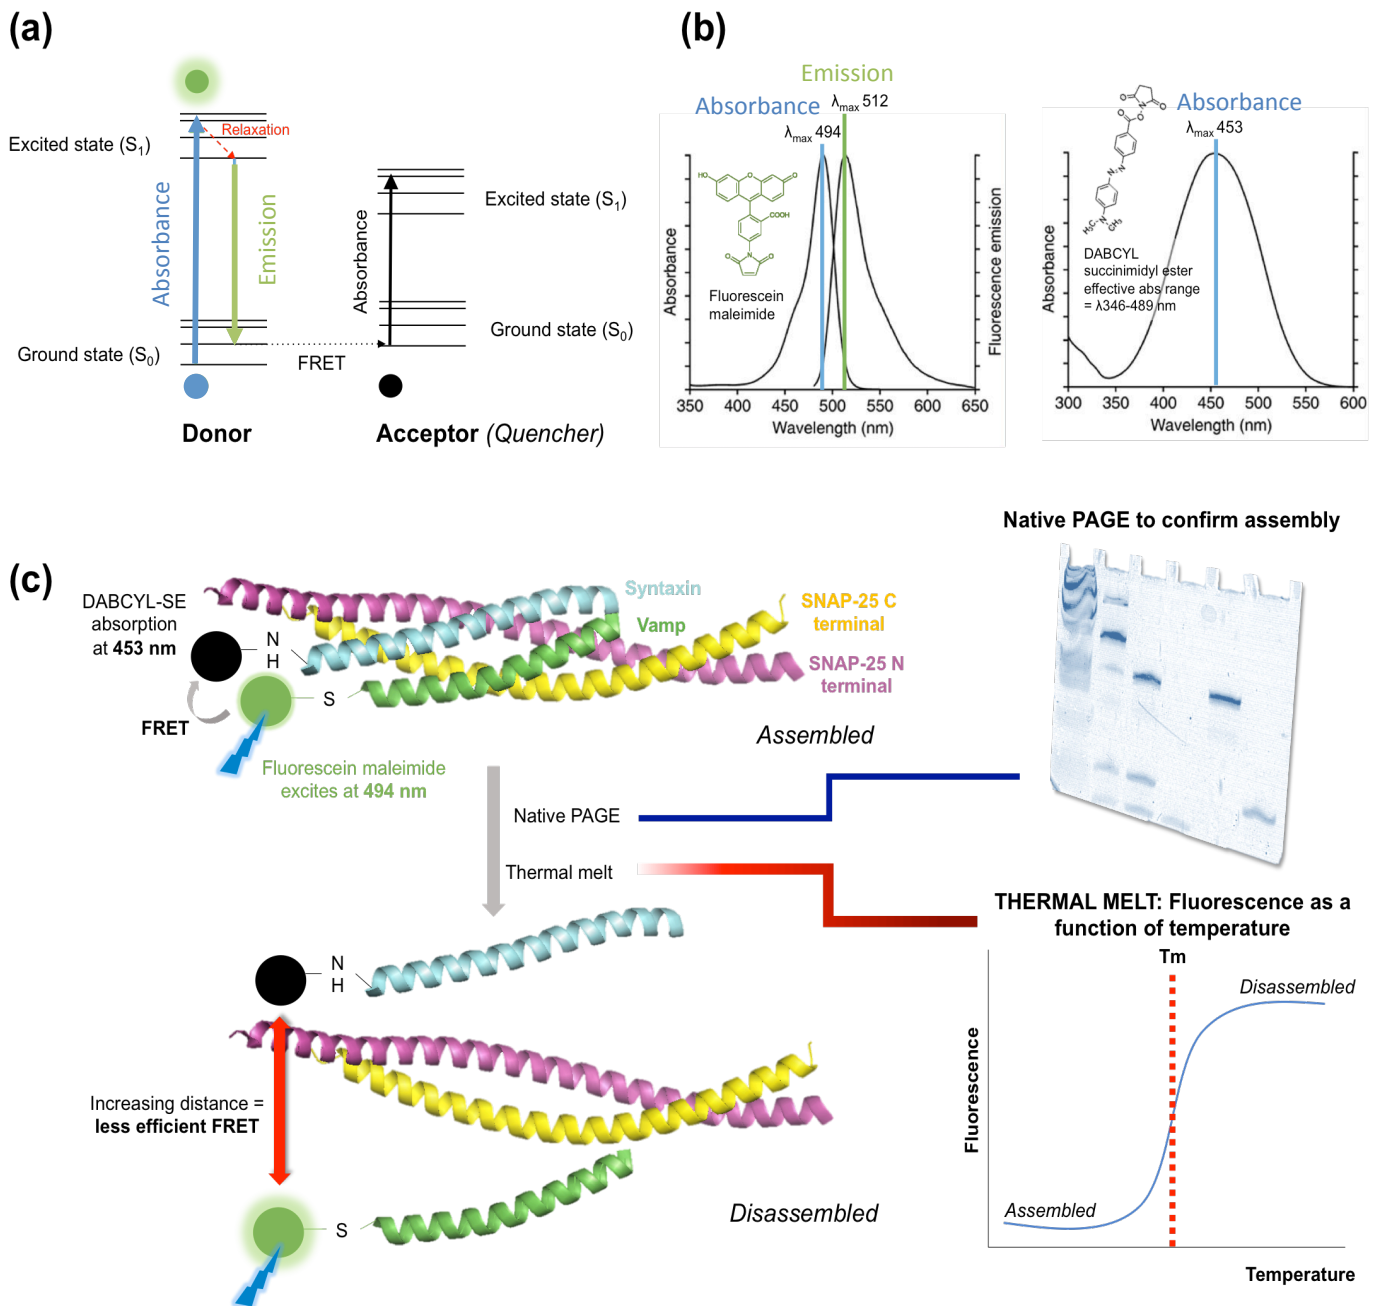 (a)
Relaxation
Excited state (S1)
Absorbance
Emission
Ground state (S0)
Donor
FRET
Absorbance
Excited state (S1)
Ground state (S0)
Acceptor (Quencher)
(b)
Emission
Absorbance
λmax 512
λmax 494
HO
O
O
COOH
O
N
O
Fluorescein
maleimide
Absorbance
Fluorescence emission
350 400 450 500 550 600 650
Wavelength (nm)
Absorbance
λmax 453
O
N
O
O
O
N
N
N
H3C
CH3
DABCYL
succinimidyl ester
effective abs range
= λ346-489 nm
Absorbance
300 350 400 450 500 550 600
Wavelength (nm)
Native PAGE to confirm assembly
(c)
DABCYL-SE
absorption
at 453 nm
N
H
Syntaxin
Vamp
SNAP-25 C
terminal
SNAP-25 N
terminal
S
FRET
Assembled
Fluorescein maleimide
excites at 494 nm
Native PAGE
Thermal melt
N
H
Increasing distance =
less efficient FRET
S
Disassembled
THERMAL MELT: Fluorescence as a
function of temperature
Tm
Disassembled
Fluorescence
Assembled
Temperature